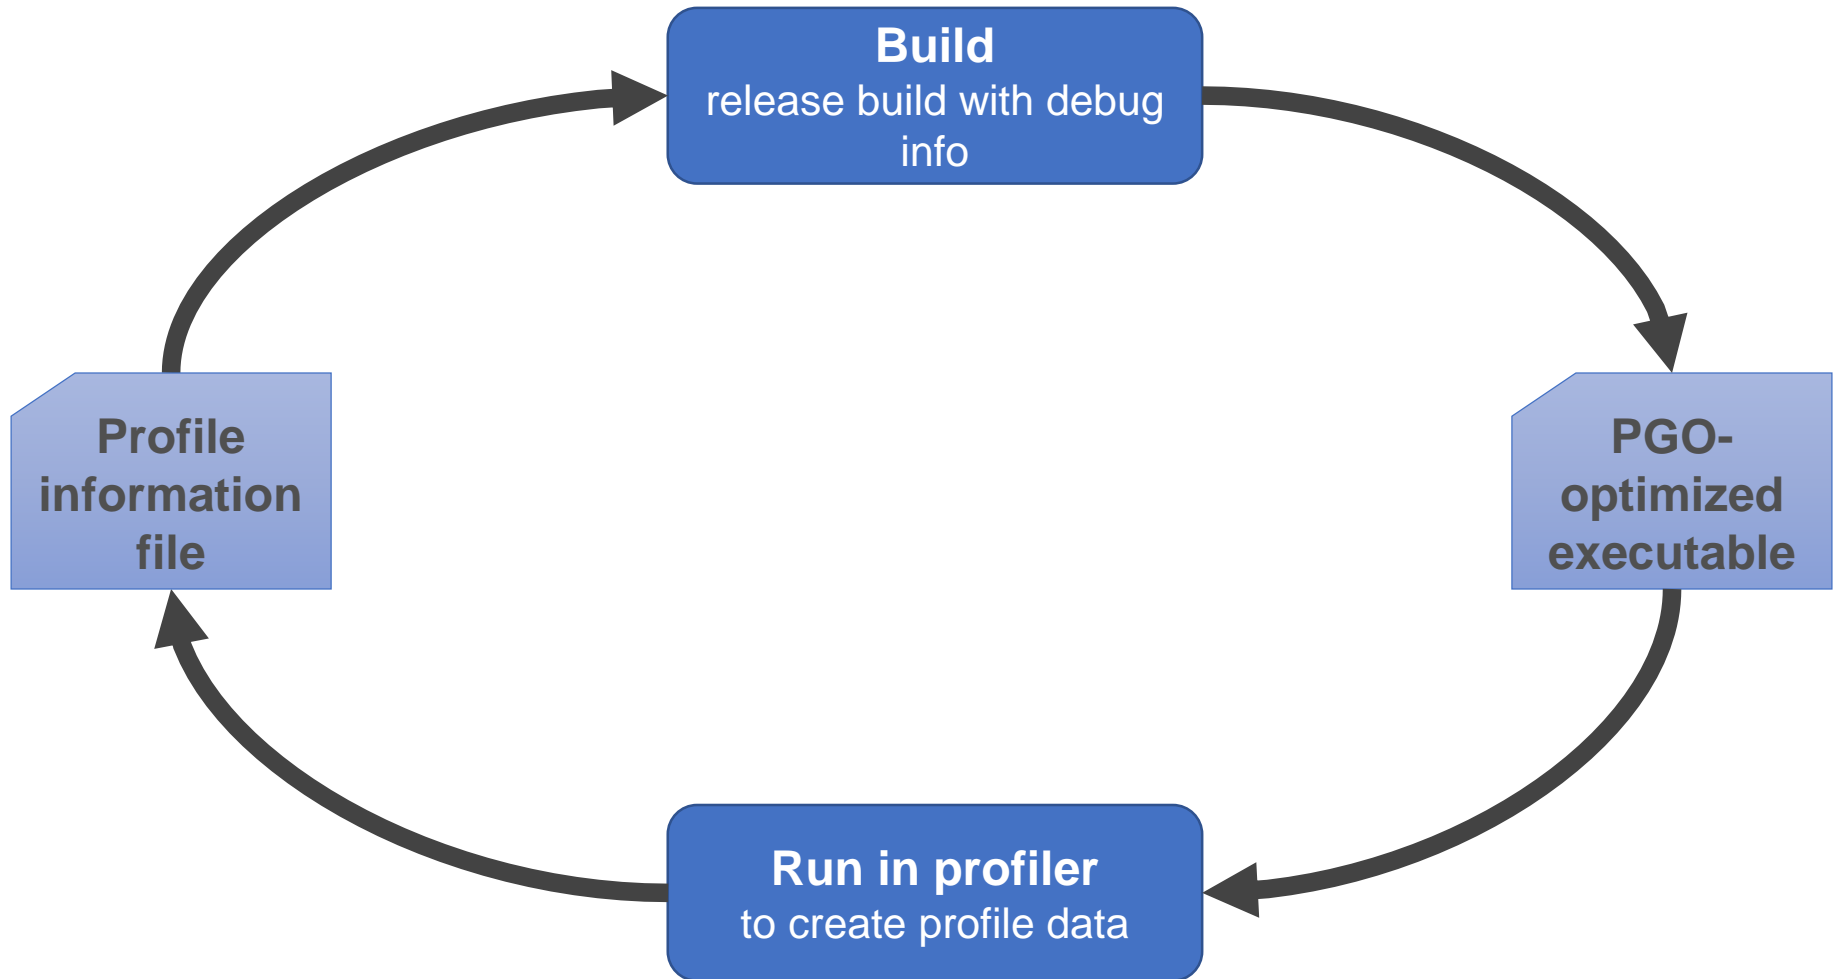 Build
release build with debug
info
Profile
information
file
PGO-
optimized
executable
Run in profiler
to create profile data